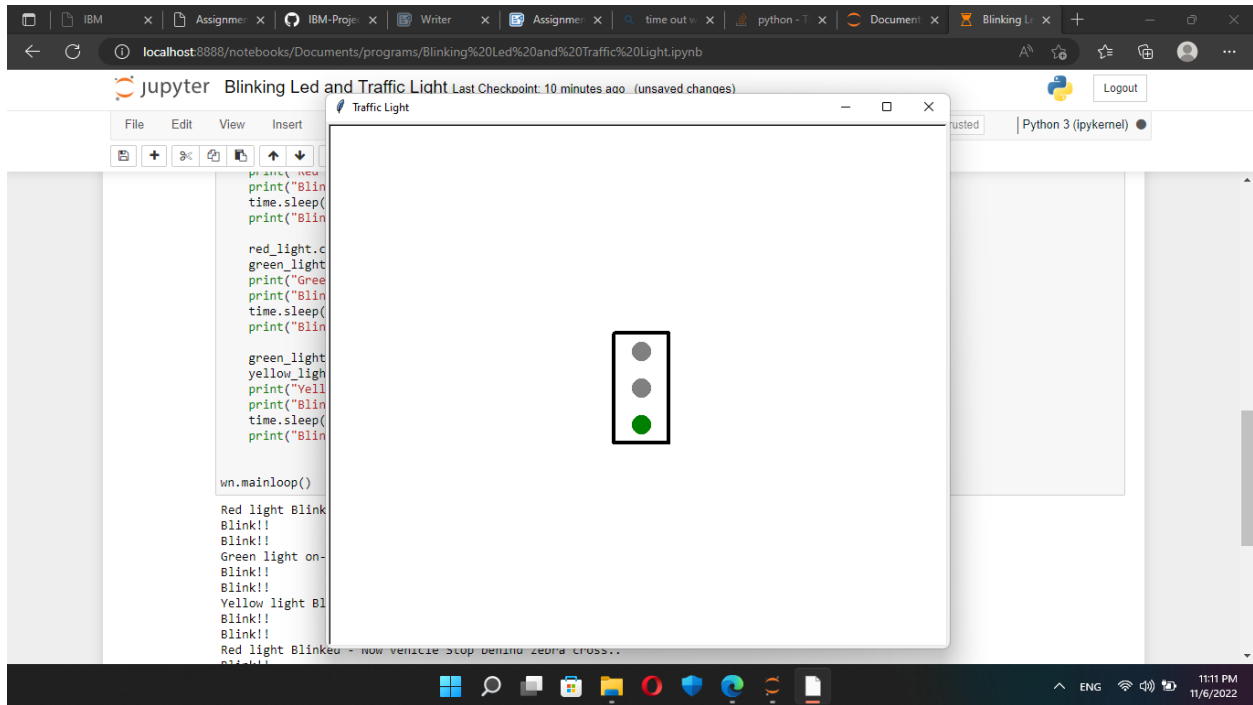 IBM
Assignmen
IBM-Projec
Writer
Assignmen
time out w
python - T
Document
Blinking Le
localhost:8888/notebooks/Documents/programs/Blinking%20Led%20and%20Traffic%20Light.ipynb
jupyter Blinking Led and Traffic Light Last Checkpoint: 10 minutes ago (unsaved changes)
Logout
Traffic Light
File Edit View Insert
rusted
Python 3 (ipykernel)
print("Red
print("Blin
time.sleep(
print("Blin
red_light.c
green_light
print("Gree
print("Blin
time.sleep(
print("Blin
green_light
yellow_ligh
print("Yell
print("Blin
time.sleep(
print("Blin
wn.mainloop()
Red light Blink
Blink!!
Blink!!
Green light on-
Blink!!
Blink!!
Yellow light Bl
Blink!!
Blink!!
Red light Blinked - Now Vehicle Stop behind zebra cross..
Blink!!
ENG
11:11 PM
11/6/2022